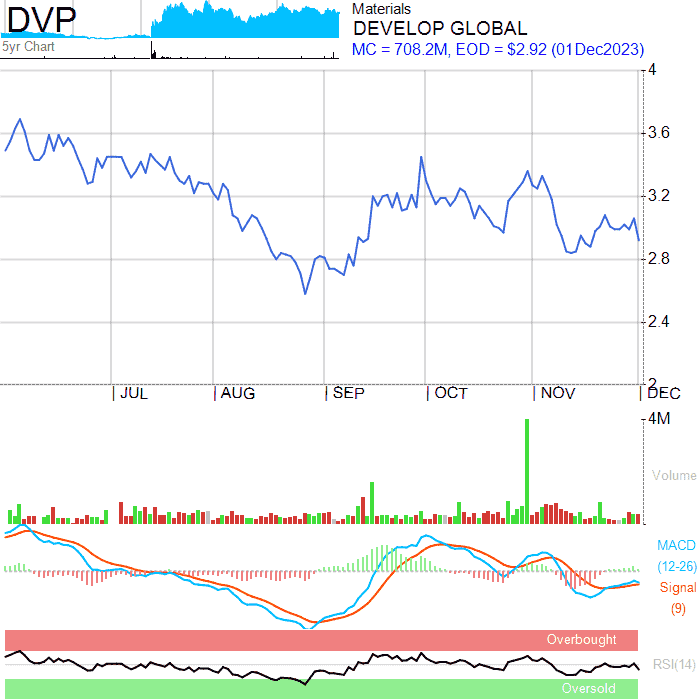 DVP
5yr Chart
Materials
DEVELOP GLOBAL
MC = 708.2M, EOD = $2.92 (01Dec2023)
4
3.6
3.2
2.8
2.4
2
JUL AUG SEP OCT NOV DEC
4M
Volume
MACD
(12-26)
Signal
(9)
Overbought
RSI(14)
Oversold